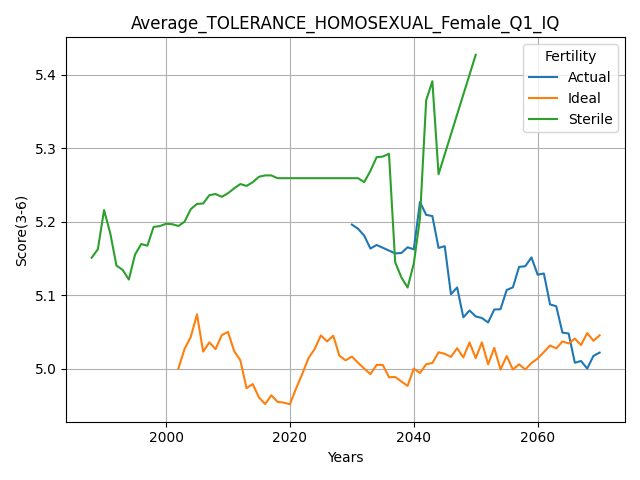 Average_TOLERANCE_HOMOSEXUAL_Female_Q1_IQ
Fertility
Actual
Ideal
Sterile
Score(3-6)
5.4
5.3
5.2
5.1
5.0
2000 2020 2040 2060
Years